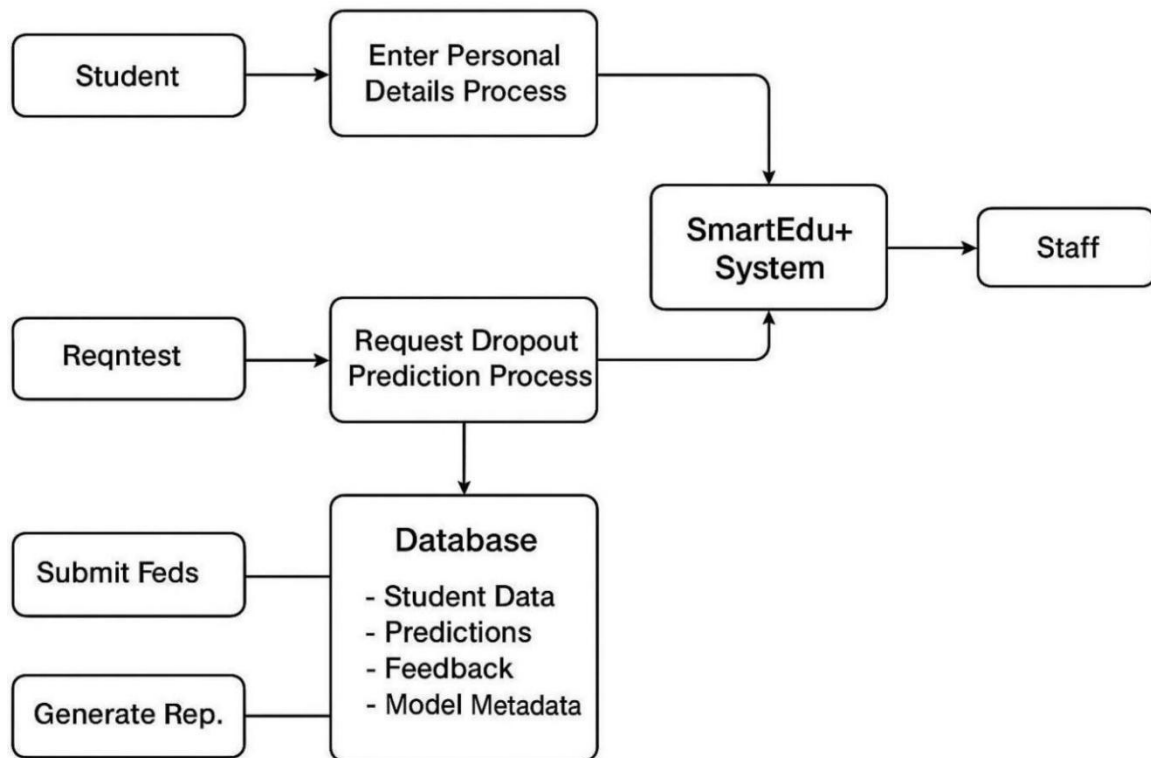 Student
Enter Personal
Details Process
SmartEdu+
System
Staff
Reqntest
Request Dropout
Prediction Process
Submit Feds
Generate Rep.
Database
- Student Data
- Predictions
- Feedback
- Model Metadata